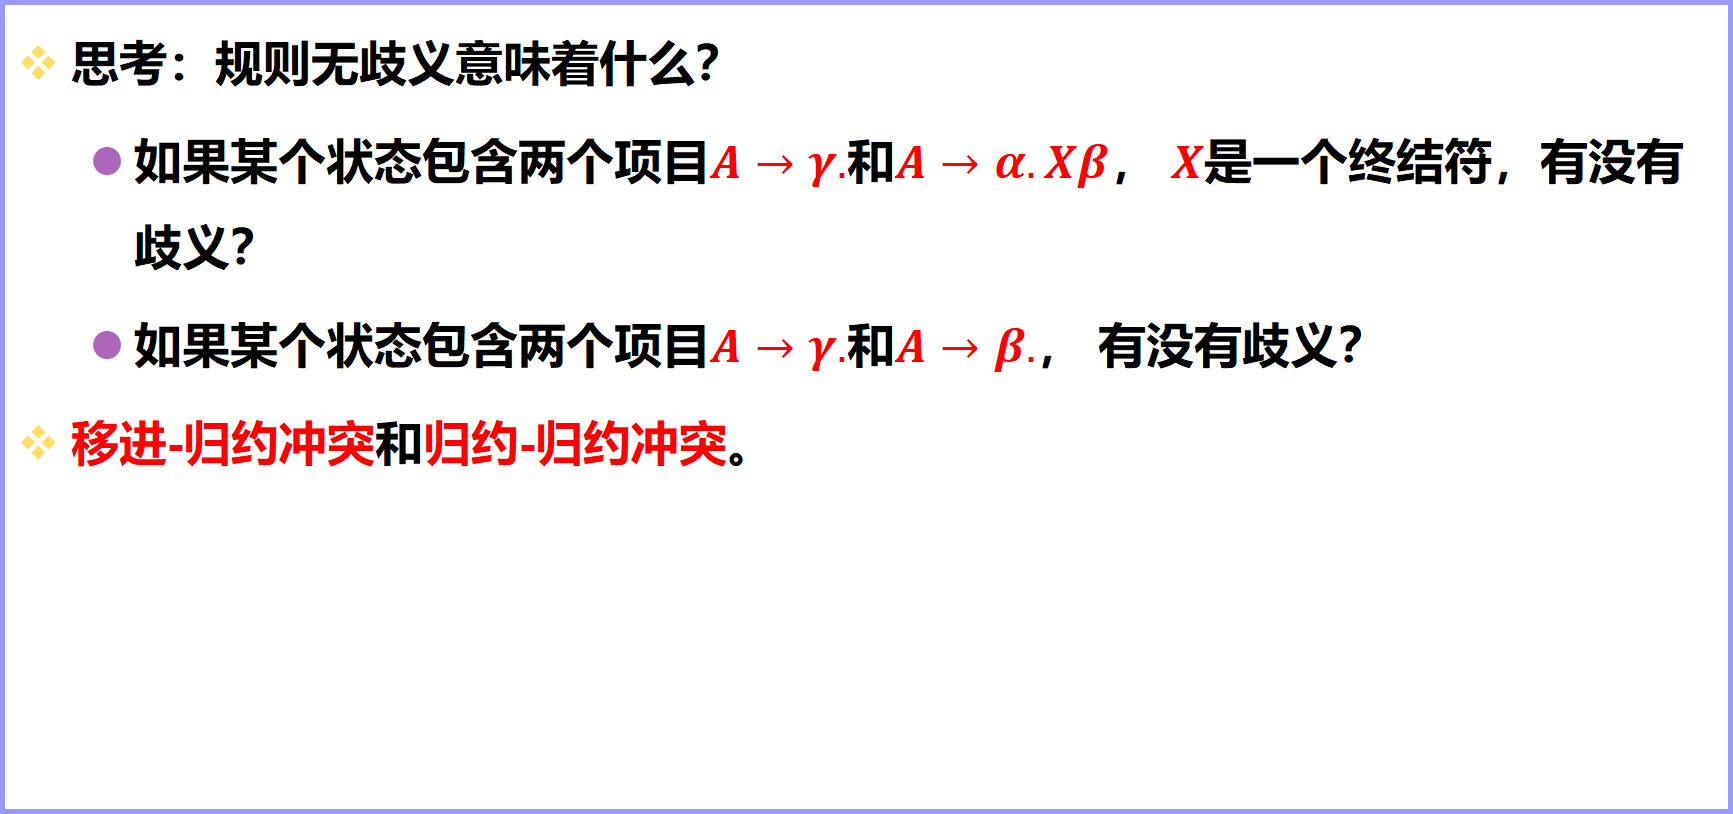 思考：规则无歧义意味着什么？
如果某个状态包含两个项目A → γ.和A → α. Xβ， X是一个终结符，有没有
歧义？
如果某个状态包含两个项目A → γ.和A → β.， 有没有歧义？
移进-归约冲突和归约-归约冲突。